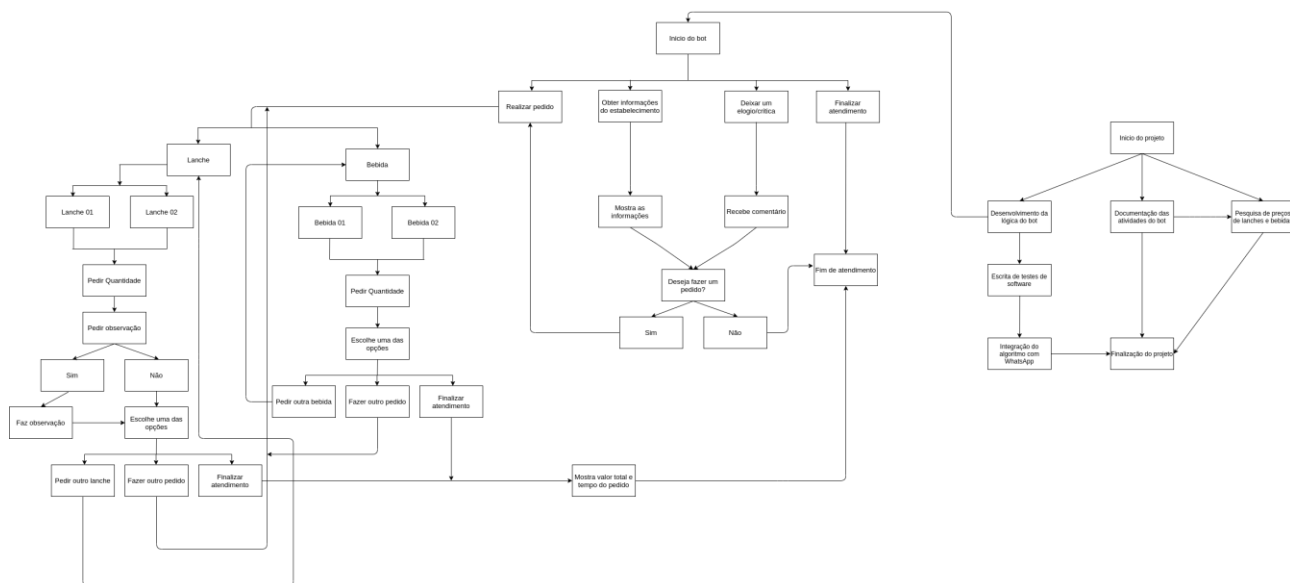 Início do bot
Realizar pedido
Obter informações
do estabelecimento
Deixar um
elogio/crítica
Finalizar
atendimento
Lanche
Bebida
Lanche 01
Lanche 02
Bebida 01
Bebida 02
Mostra as
informações
Recebe comentário
Pedir Quantidade
Pedir Quantidade
Deseja fazer um
pedido?
Fim de atendimento
Pedir observação
Escolhe uma das
opções
Sim
Não
Sim
Não
Pedir outra bebida
Fazer outro pedido
Finalizar
atendimento
Faz observação
Escolhe uma das
opções
Pedir outro lanche
Fazer outro pedido
Finalizar
atendimento
Mostra valor total e
tempo do pedido
Início do projeto
Desenvolvimento da
lógica do bot
Documentação das
atividades do bot
Pesquisa de preços
de lanches e bebida
Escrita de testes de
software
Integração do
algoritmo com
WhatsApp
Finalização do projeto